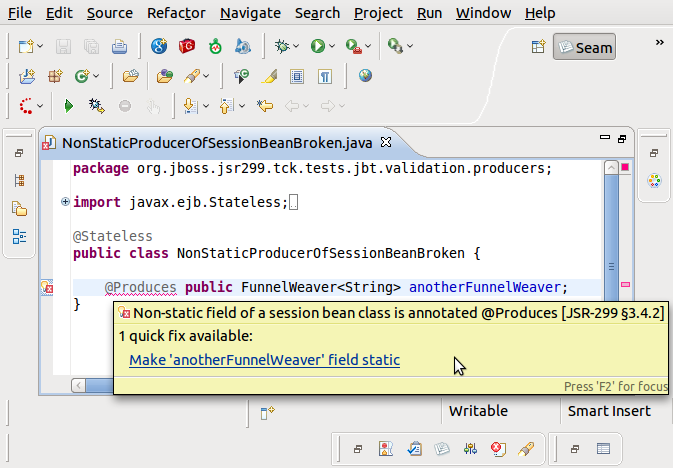 File Edit Source Refactor Navigate Search Project Run Window Help
Seam
NonStaticProducerOfSessionBeanBroken.java
package org.jboss.jsr299.tck.tests.jbt.validation.producers;
import javax.ejb.Stateless;
@Stateless
public class NonStaticProducerOfSessionBeanBroken {
@Produces public FunnelWeaver<String> anotherFunnelWeaver;
}
Non-static field of a session bean class is annotated @Produces [JSR-299 §3.4.2]
1 quick fix available:
Make 'anotherFunnelWeaver' field static
Press 'F2' for focus
Writable Smart Insert